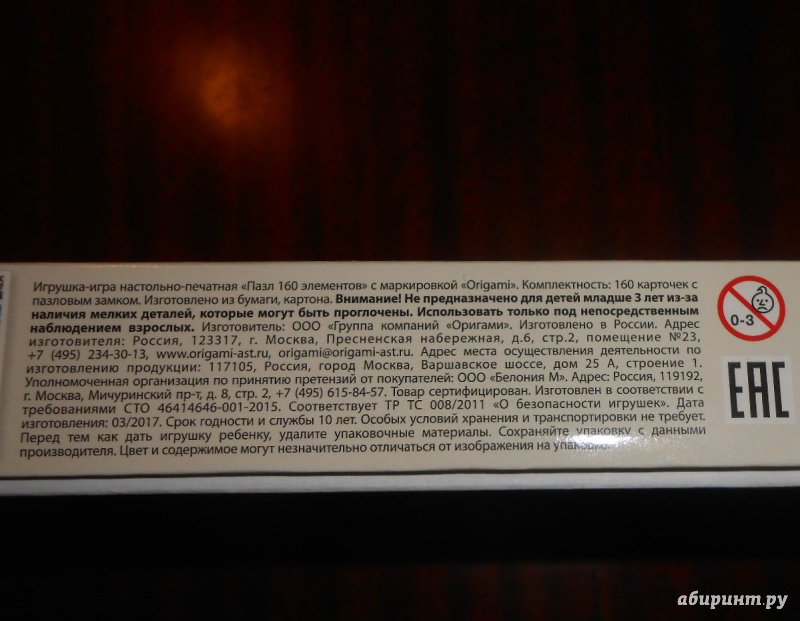 Игрушка-игра настольно-печатная «Пазл 160 элементов» с маркировкой «Origami». Комплектность: 160 карточек с
пазловым замком. Изготовлено из бумаги, картона. Внимание! Не предназначено для детей младше 3 лет из-за
наличия мелких деталей, которые могут быть проглочены. Использовать только под непосредственным
наблюдением взрослых. Изготовитель: ООО «Группа компаний «Оригами». Изготовлено в России. Адрес
изготовителя: Россия, 123317, г. Москва, Пресненская набережная, д.6, стр.2, помещение №23,
+7 (495) 234-30-13, www.origami-ast.ru, origami@origami-ast.ru. Адрес места осуществления деятельности по
изготовлению продукции: 117105, Россия, город Москва, Варшавское шоссе, дом 25 А, строение 1.
Уполномоченная организация по принятию претензий от покупателей: ООО «Белония М». Адрес: Россия, 119192,
г. Москва, Мичуринский пр-т, д. 8, стр. 2, +7 (495) 615-84-57. Товар сертифицирован. Изготовлен в соответствии с
требованиями СТО 46414646-001-2015. Соответствует ТР ТС 008/2011 «О безопасности игрушек». Дата
изготовления: 03/2017. Срок годности и службы 10 лет. Особых условий хранения и транспортировки не требует.
Перед тем как дать игрушку ребенку, удалите упаковочные материалы. Сохраняйте упаковку с данными
производителя. Цвет и содержимое могут незначительно отличаться от изображения на упаковке.
0-3
EAC
абиринт.ру